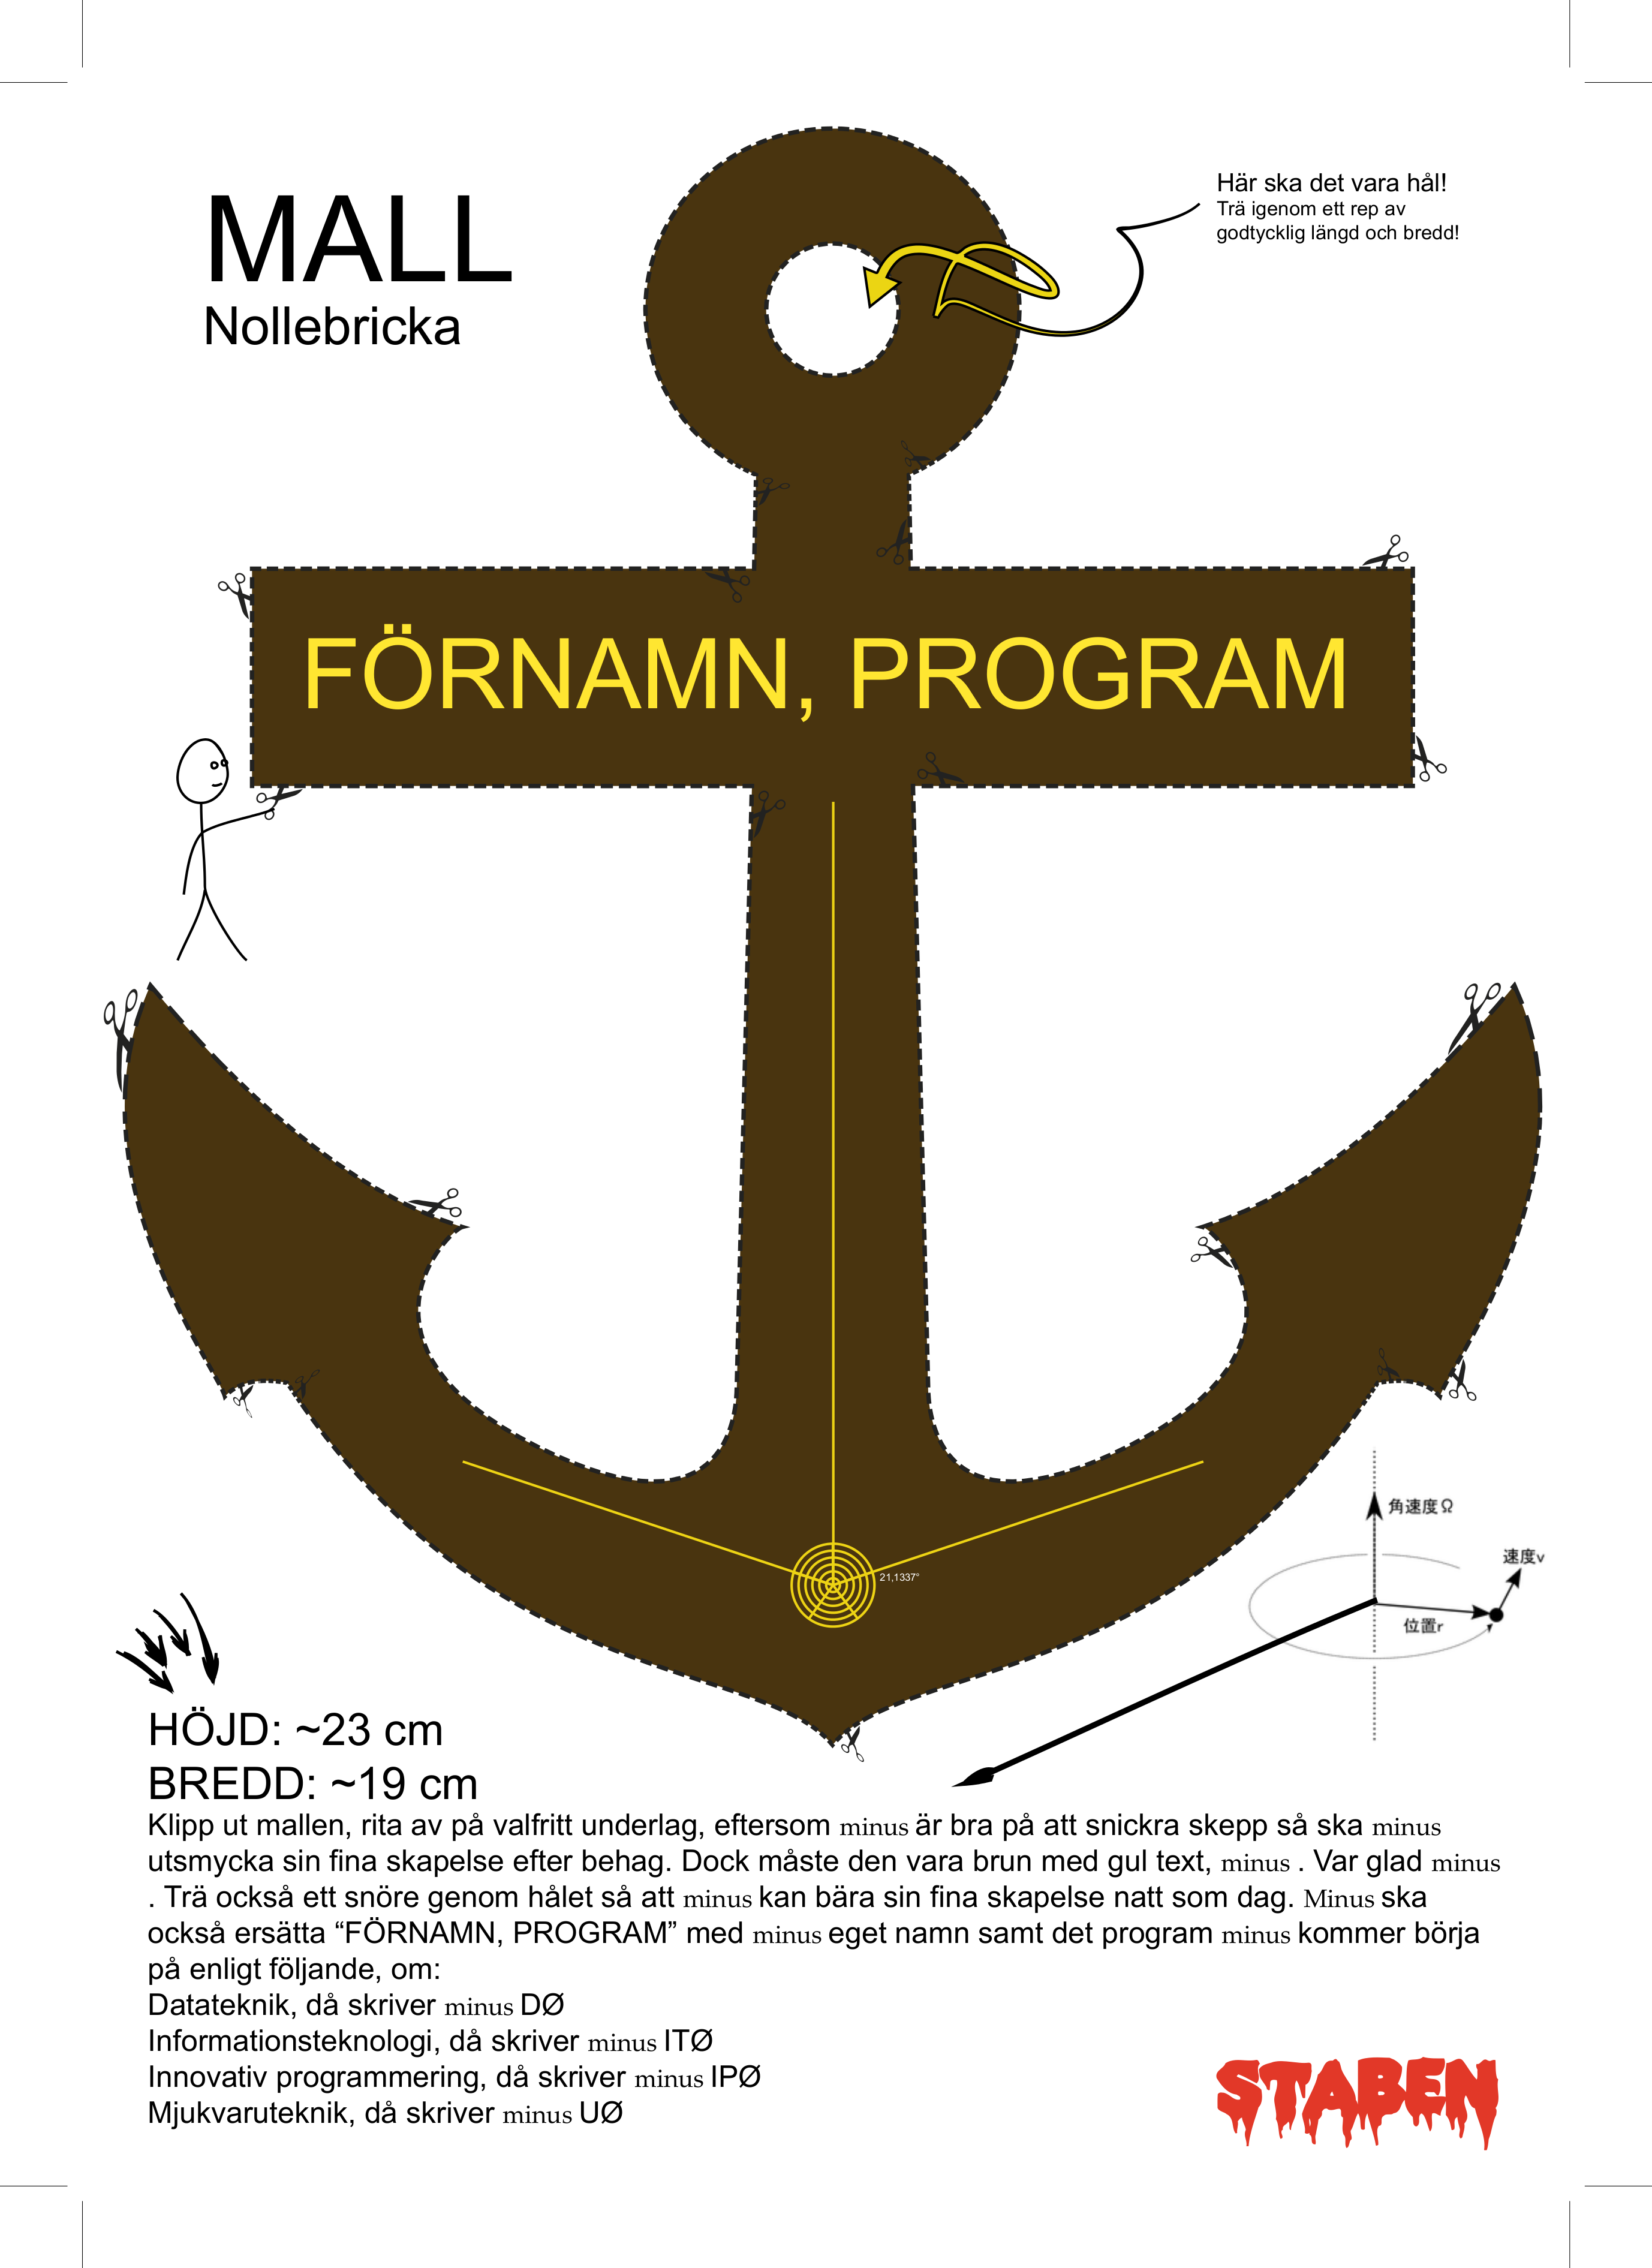 MALL
Nollebricka
Här ska det vara hål!
Trä igenom ett rep av
godtycklig längd och bredd!
FÖRNAMN, PROGRAM
21,1337°
角速度Ω
速度v
位置r
HÖJD: ~23 cm
BREDD: ~19 cm
Klipp ut mallen, rita av på valfritt underlag, eftersom minus är bra på att snickra skepp så ska minus
utsmycka sin fina skapelse efter behag. Dock måste den vara brun med gul text, minus . Var glad minus
. Trä också ett snöre genom hålet så att minus kan bära sin fina skapelse natt som dag. Minus ska
också ersätta “FÖRNAMN, PROGRAM” med minus eget namn samt det program minus kommer börja
på enligt följande, om:
Datateknik, då skriver minus DØ
Informationsteknologi, då skriver minus ITØ
Innovativ programmering, då skriver minus IPØ
Mjukvaruteknik, då skriver minus UØ
STABEN